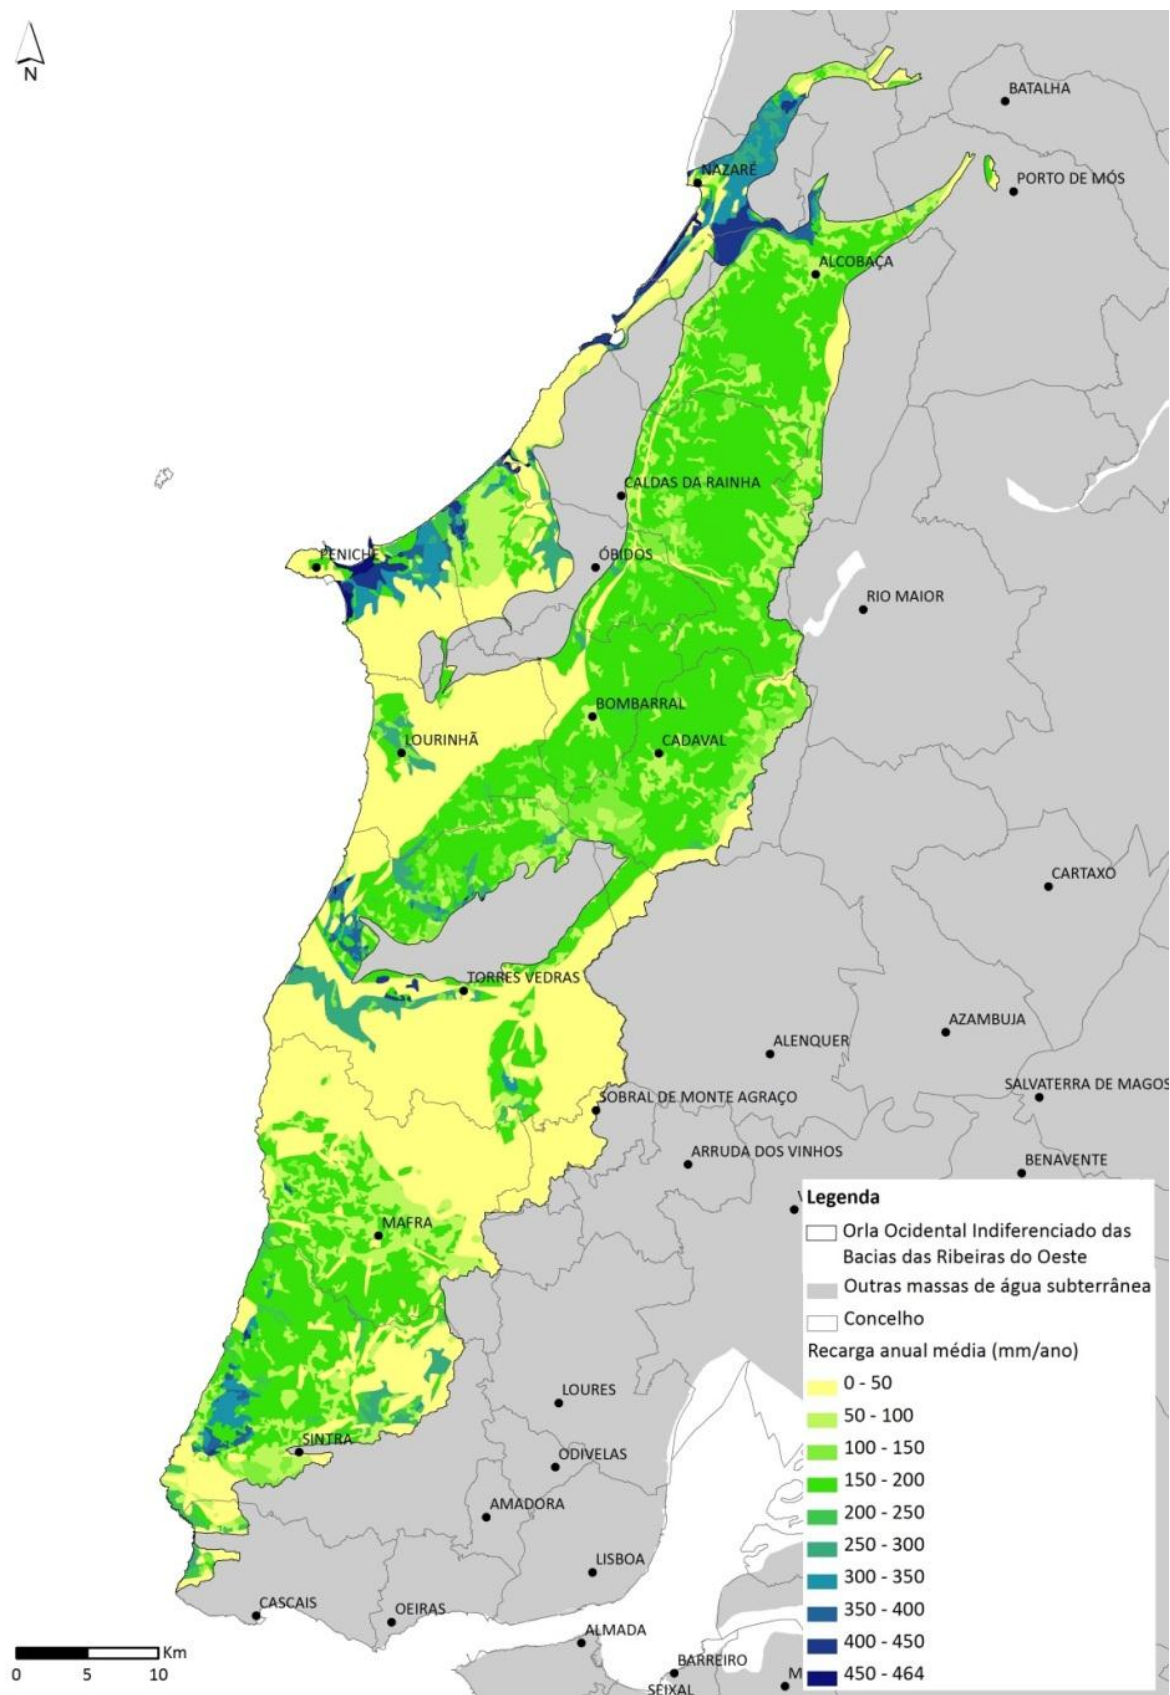 N
BATALHA
NAZARÉ
PORTO DE MÓS
ALCOBAÇA
CALDAS DA RAINHA
PENICHE
ÓBIDOS
RIO MAIOR
BOMBARRAL
LOURINHÃ
CADAVAL
CARTAXO
TORRES VEDRAS
AZAMBUJA
ALENQUER
SALVATERRA DE MAGOS
SOBRAL DE MONTE AGRAÇO
ARRUDA DOS VINHOS
BENAVENTE
MAFRA
LOURES
SINTRA
ODIVELAS
AMADORA
LISBOA
CASCAIS
OEIRAS
ALMADA
BARREIRO
SEIXAL
Legenda
Orla Ocidental Indiferenciado das
Bacias das Ribeiras do Oeste
Outras massas de água subterrânea
Concelho
Recarga anual média (mm/ano)
0 - 50
50 - 100
100 - 150
150 - 200
200 - 250
250 - 300
300 - 350
350 - 400
400 - 450
450 - 464
Km
0 5 10